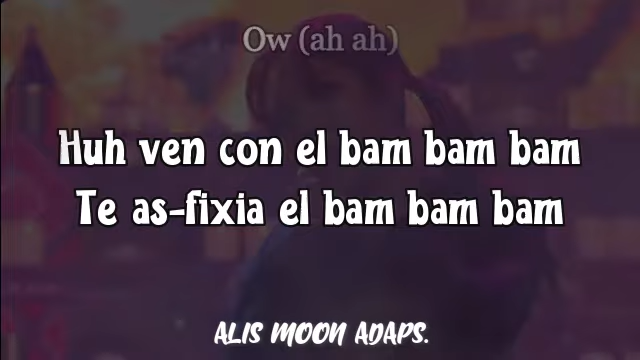 Ow (ah ah)
Huh ven con el bam bam bam
Te as-fixia el bam bam bam
ALIS MOON ADAPS.